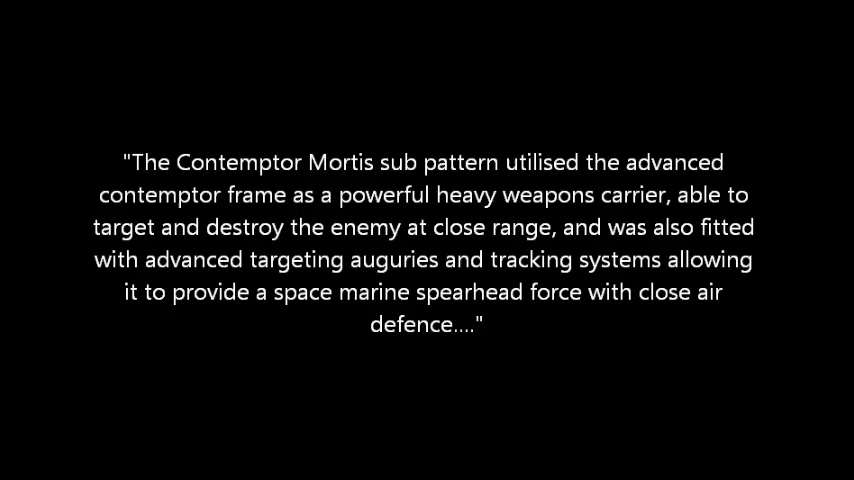 "The Contemptor Mortis sub pattern utilised the advanced
contemptor frame as a powerful heavy weapons carrier, able to
target and destroy the enemy at close range, and was also fitted
with advanced targeting auguries and tracking systems allowing
it to provide a space marine spearhead force with close air
defence...."